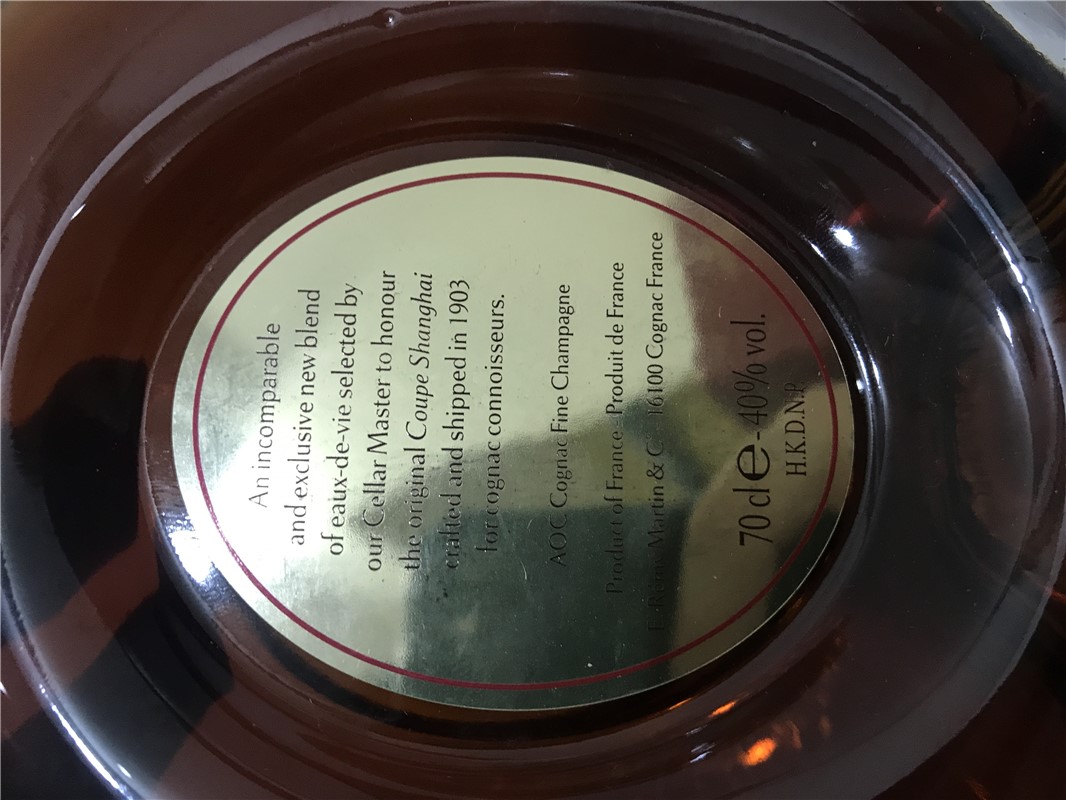 An incomparable
and exclusive new blend
of eaux-de-vie selected by
our Cellar Master to honour
the original Coupe Shanghai
crafted and shipped in 1903
for cognac connoisseurs.
AOC Cognac Fine Champagne
Product of France - Produit de France
E. Rémy Martin & C° 16100 Cognac France
70 cl e - 40% vol.
H.K.D.N.P